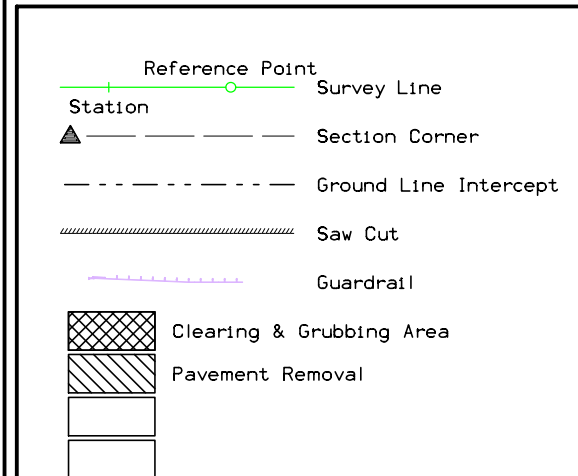 Reference Point
Survey Line
Station
Section Corner
Ground Line Intercept
Saw Cut
Guardrail
Clearing & Grubbing Area
Pavement Removal